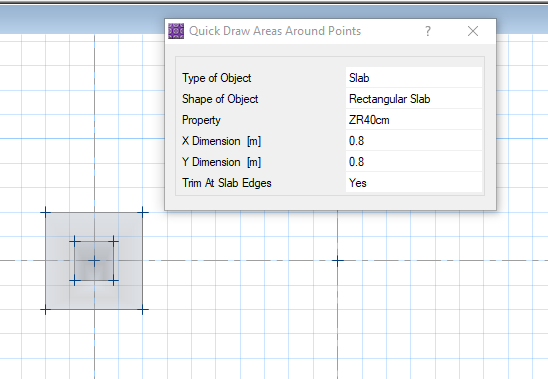 Quick Draw Areas Around Points ?
Type of Object Slab
Shape of Object Rectangular Slab
Property ZR40cm
X Dimension [m] 0.8
Y Dimension [m] 0.8
Trim At Slab Edges Yes